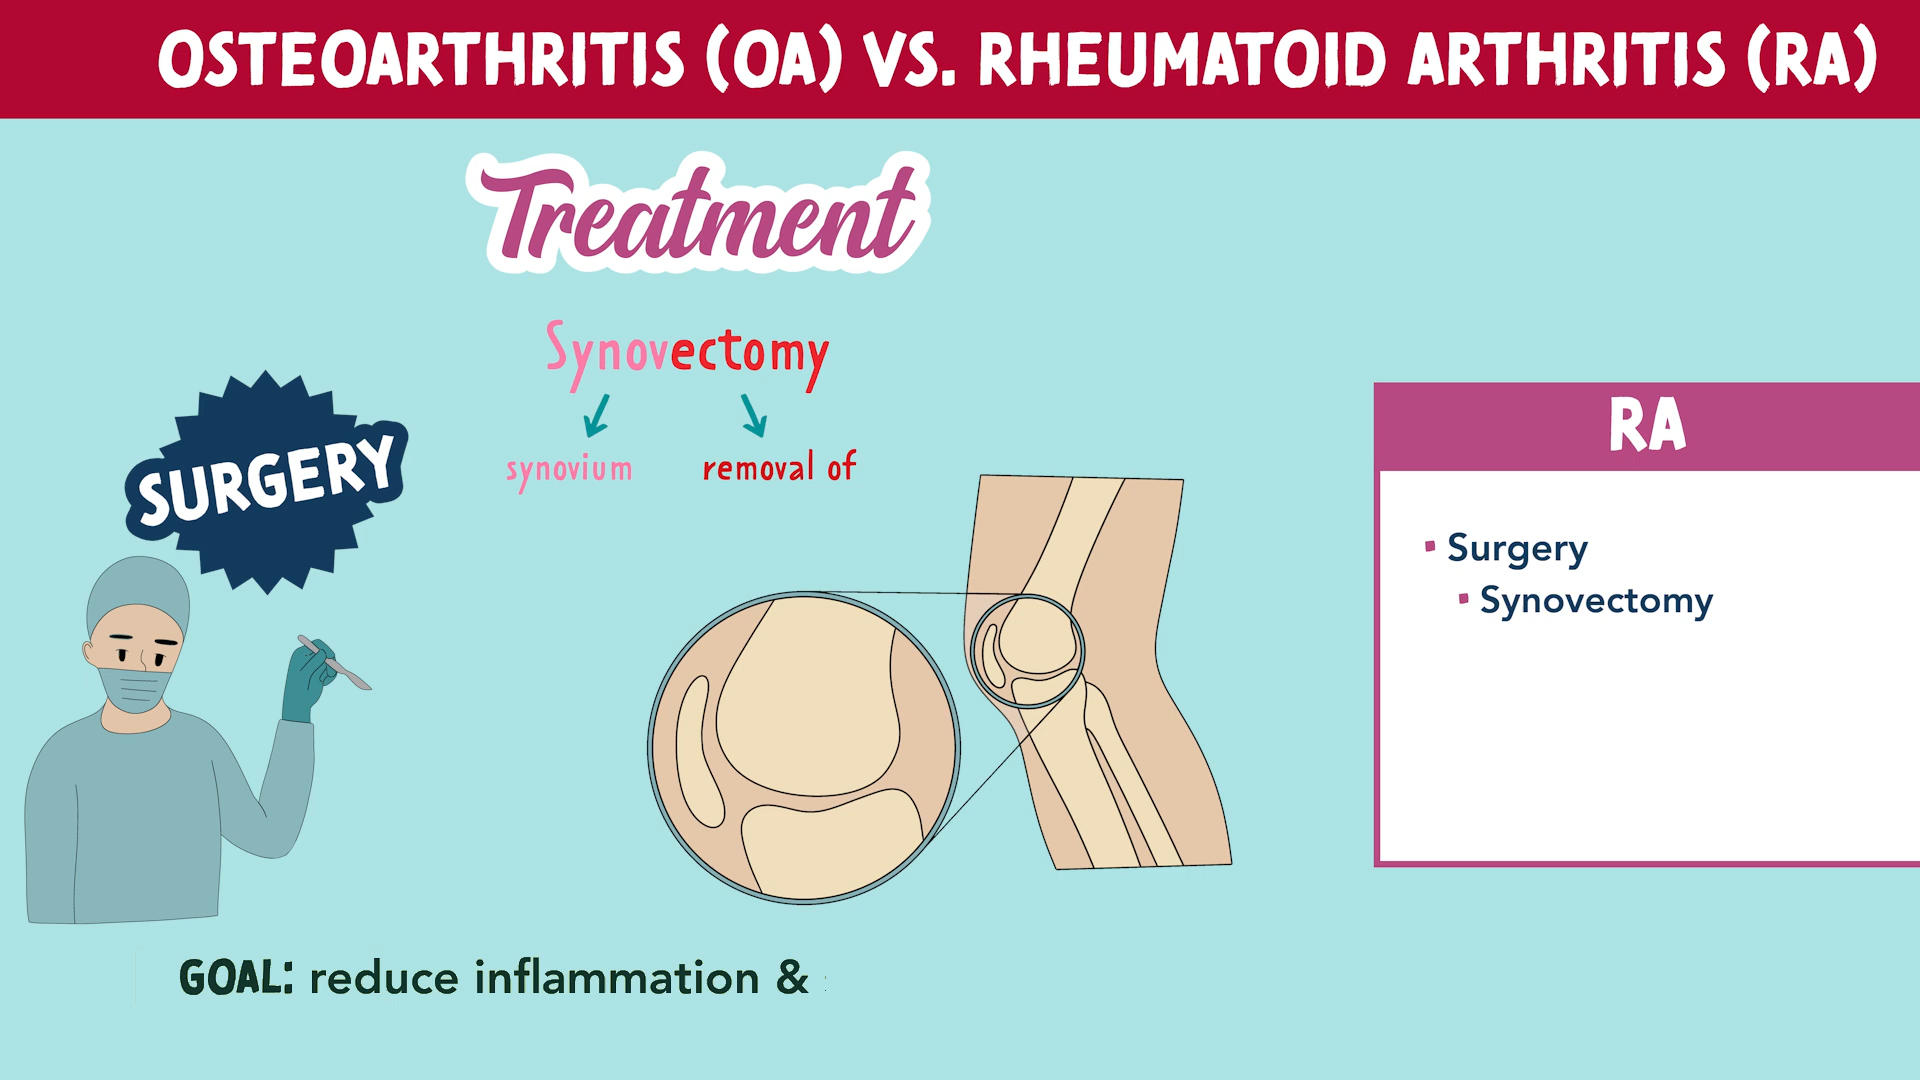 OSTEOARTHRITIS (OA) VS. RHEUMATOID ARTHRITIS (RA)
Treatment
Synovectomy
synovium removal of
SURGERY
RA
Surgery
Synovectomy
GOAL: reduce inflammation &